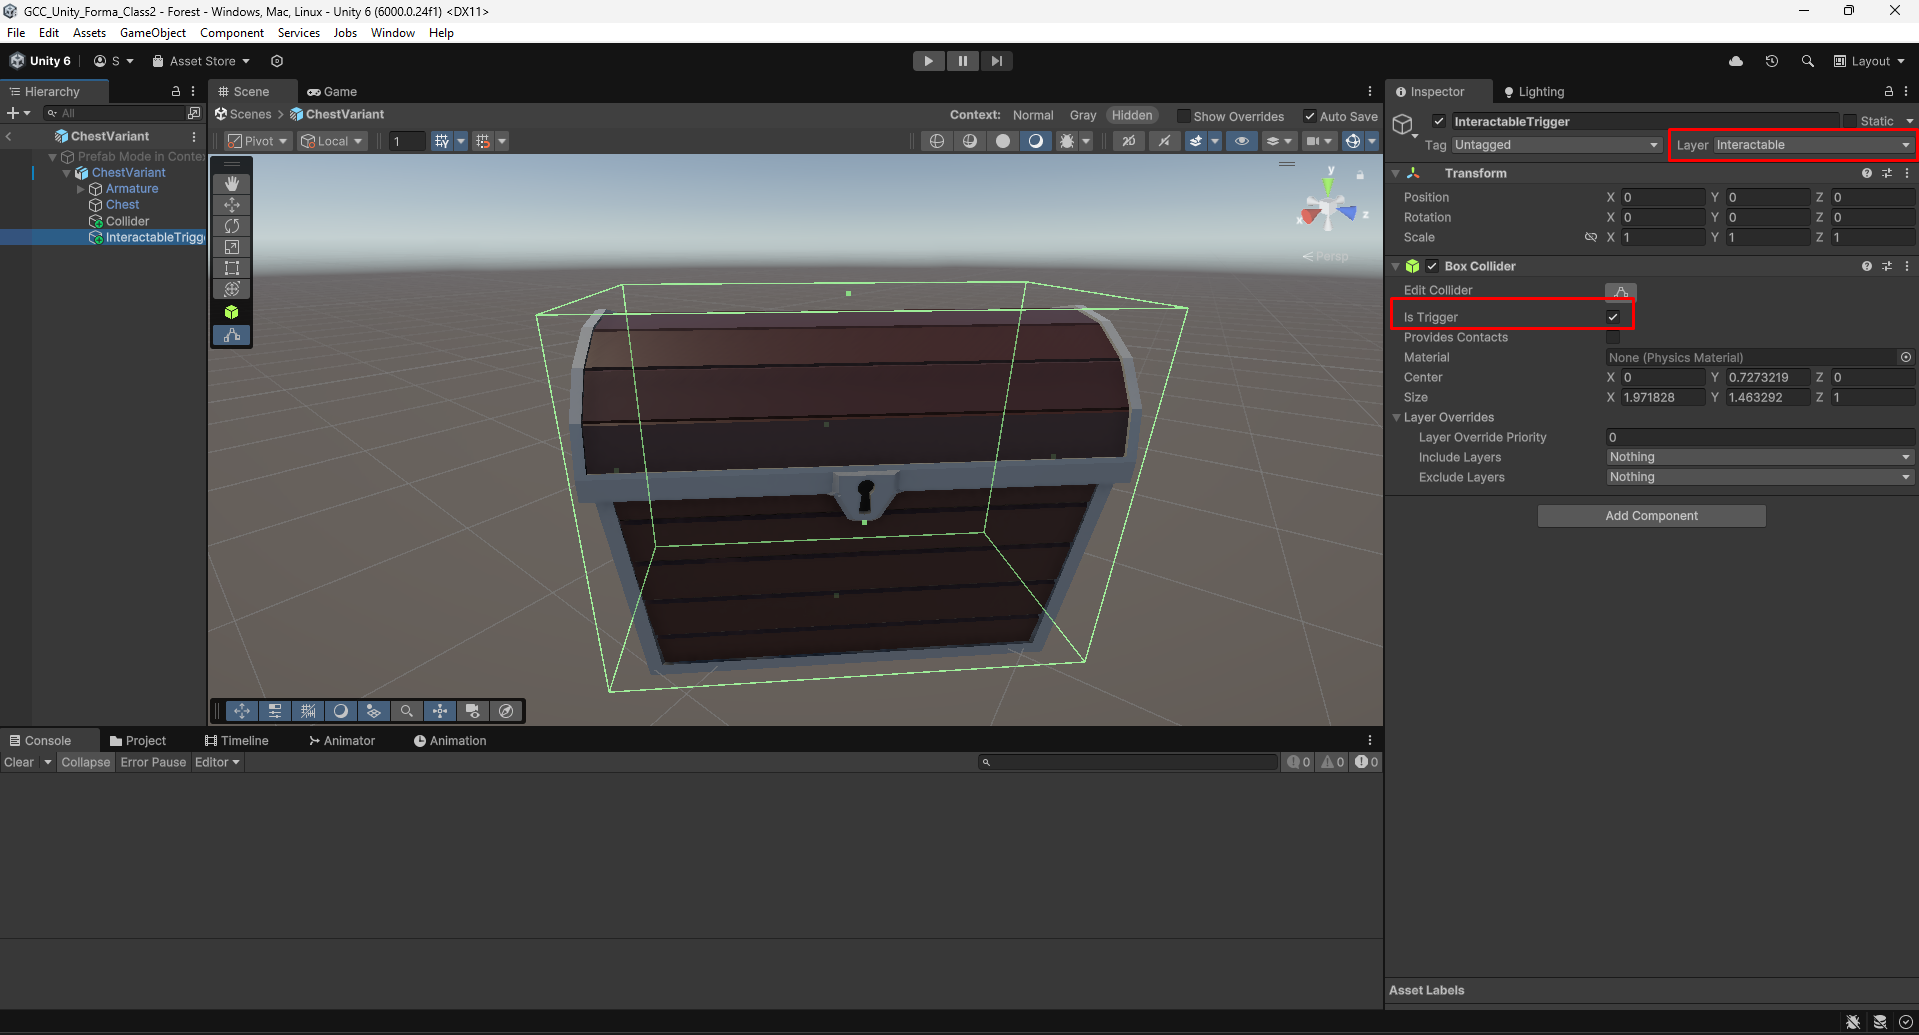 GCC_Unity_Forma_Class2 - Forest - Windows, Mac, Linux - Unity 6 (6000.0.24f1) <DX11>
File Edit Assets GameObject Component Services Jobs Window Help
Unity 6 S Asset Store Layout
Hierarchy
All
ChestVariant
Prefab Mode in Conte
ChestVariant
Armature
Chest
Collider
InteractableTrigg
Scene Game
Scenes ChestVariant Context: Normal Gray Hidden Show Overrides Auto Save
Pivot Local 1 2D
y
x z
Persp
Inspector Lighting
InteractableTrigger Static
Tag Untagged Layer Interactable
Transform
Position X 0 Y 0 Z 0
Rotation X 0 Y 0 Z 0
Scale X 1 Y 1 Z 1
Box Collider
Edit Collider
Is Trigger
Provides Contacts
Material None (Physics Material)
Center X 0 Y 0.7273219 Z 0
Size X 1.971828 Y 1.463292 Z 1
Layer Overrides
Layer Override Priority 0
Include Layers Nothing
Exclude Layers Nothing
Add Component
Console Project Timeline Animator Animation
Clear Collapse Error Pause Editor 0 0 0
Asset Labels